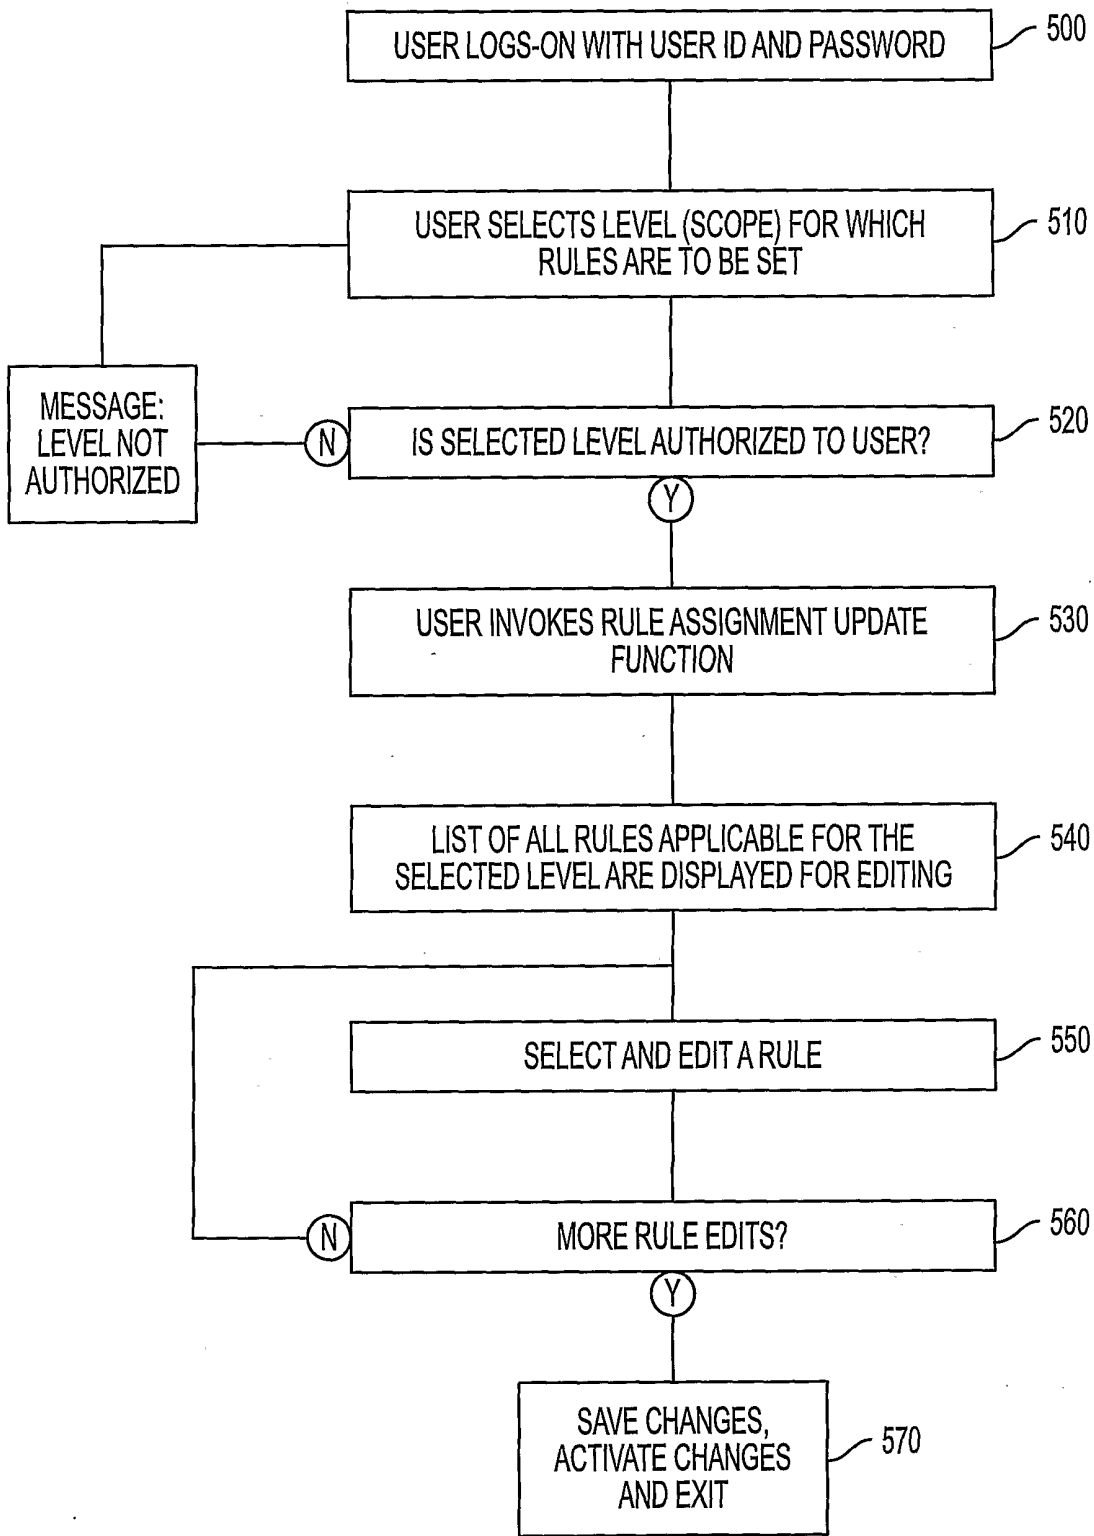 USER LOGS-ON WITH USER ID AND PASSWORD
500
USER SELECTS LEVEL (SCOPE) FOR WHICH
RULES ARE TO BE SET
510
MESSAGE:
LEVEL NOT
AUTHORIZED
N
IS SELECTED LEVEL AUTHORIZED TO USER?
520
Y
USER INVOKES RULE ASSIGNMENT UPDATE
FUNCTION
530
LIST OF ALL RULES APPLICABLE FOR THE
SELECTED LEVEL ARE DISPLAYED FOR EDITING
540
SELECT AND EDIT A RULE
550
N
MORE RULE EDITS?
560
Y
SAVE CHANGES,
ACTIVATE CHANGES
AND EXIT
570